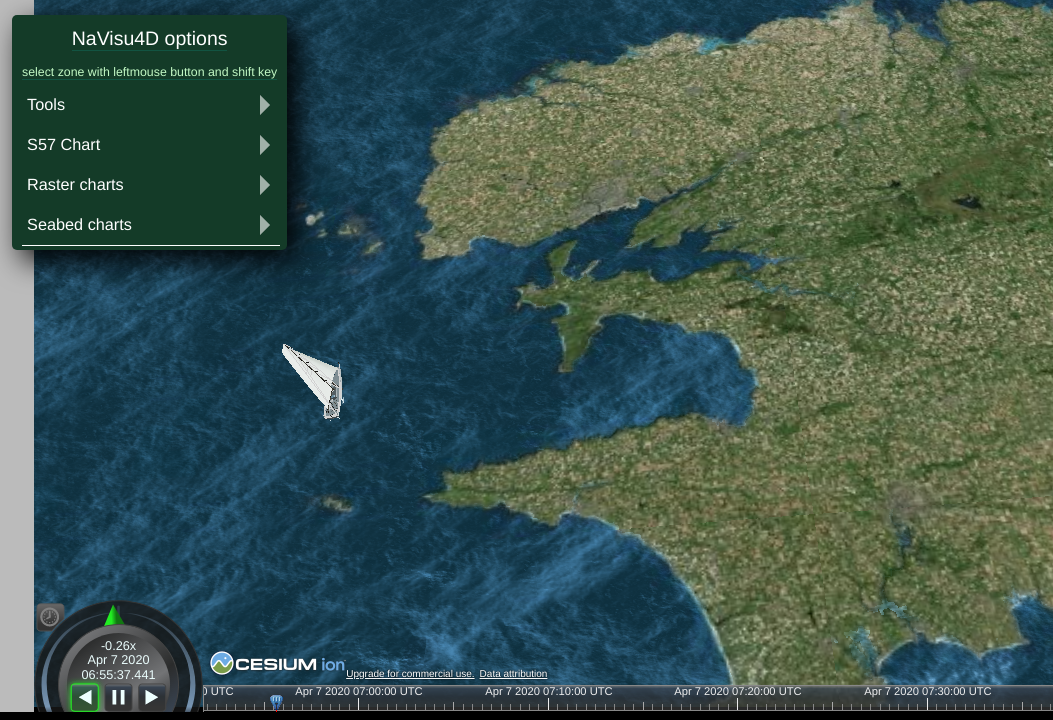 NaVisu4D options
select zone with leftmouse button and shift key
Tools
S57 Chart
Raster charts
Seabed charts
-0.26x
Apr 7 2020
06:55:37.441
CESIUM ion
Upgrade for commercial use. Data attribution
0 UTC Apr 7 2020 07:00:00 UTC Apr 7 2020 07:10:00 UTC Apr 7 2020 07:20:00 UTC Apr 7 2020 07:30:00 UTC